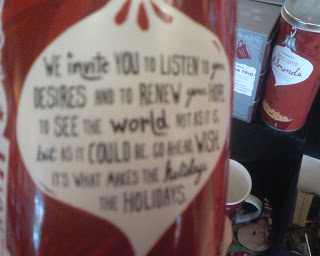 WE invite YOU TO LISTEN TO your
DESIRES AND TO RENEW your HOPE.
TO SEE THE world NOT AS IT IS,
but AS IT COULD BE. GO AHEAD. WISH.
IT'S WHAT MAKES THE holidays
THE HOLIDAYS.